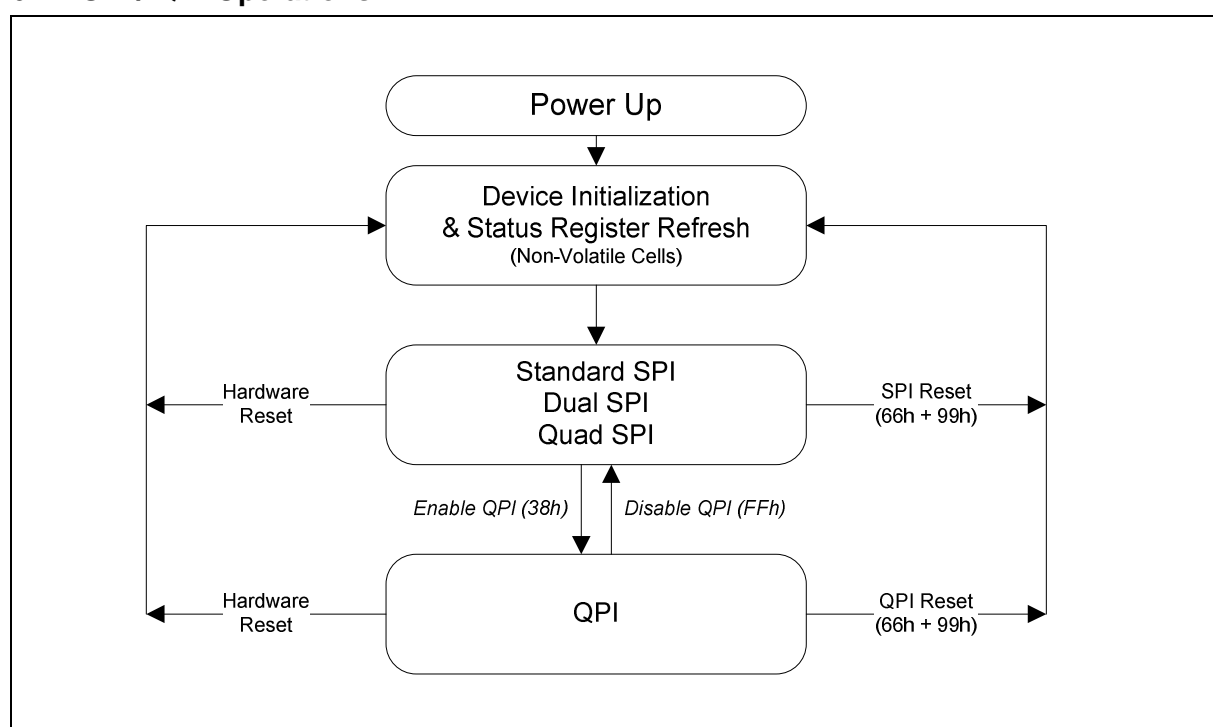 Operations
Power Up
Device Initialization
& Status Register Refresh
(Non-Volatile Cells)
Standard SPI
Dual SPI
Quad SPI
Hardware
Reset
SPI Reset
(66h + 99h)
Enable QPI (38h)
Disable QPI (FFh)
QPI
Hardware
Reset
QPI Reset
(66h + 99h)